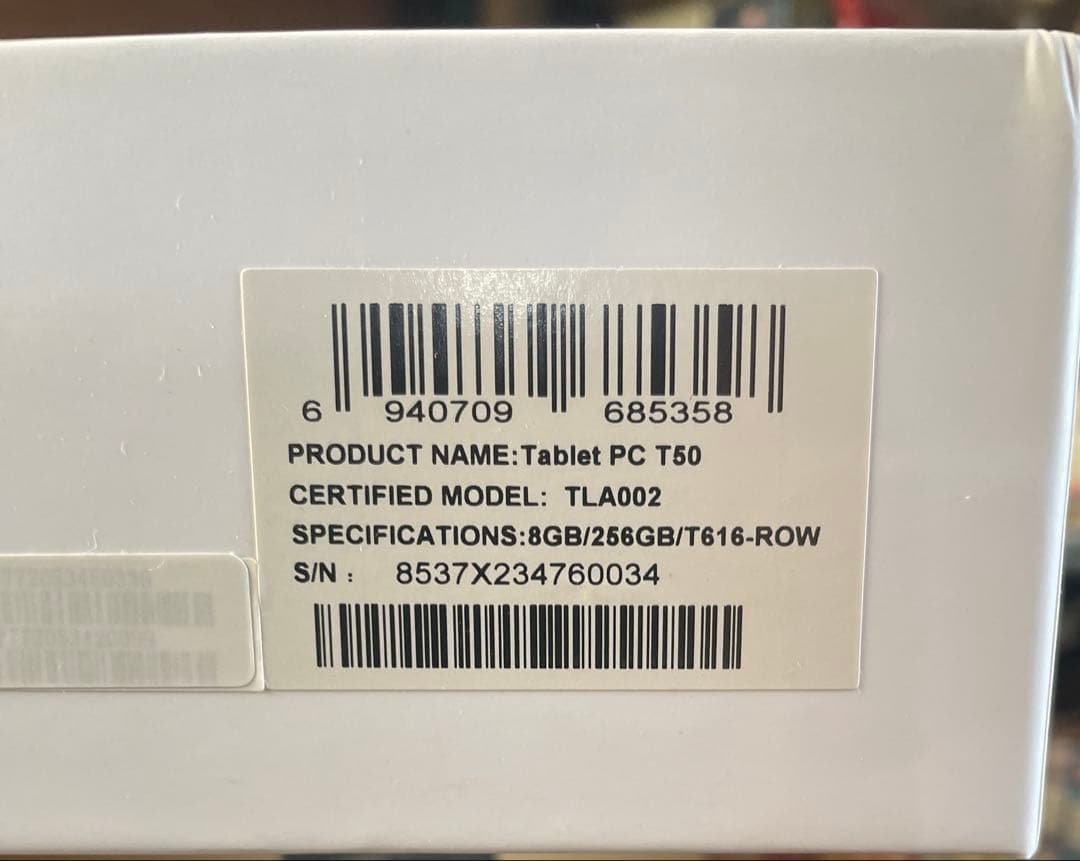 6 940709 685358
PRODUCT NAME:Tablet PC T50
CERTIFIED MODEL: TLA002
SPECIFICATIONS:8GB/256GB/T616-ROW
S/N : 8537X234760034